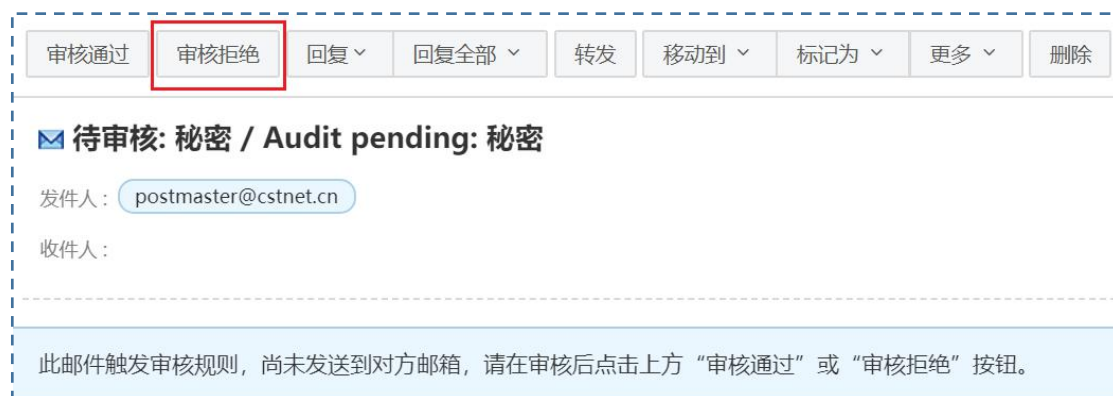 审核通过 审核拒绝 回复 回复全部 转发 移动到 标记为 更多 删除
待审核: 秘密 / Audit pending: 秘密
发件人 : postmaster@cstnet.cn
收件人 :
此邮件触发审核规则，尚未发送到对方邮箱，请在审核后点击上方“审核通过”或“审核拒绝”按钮。